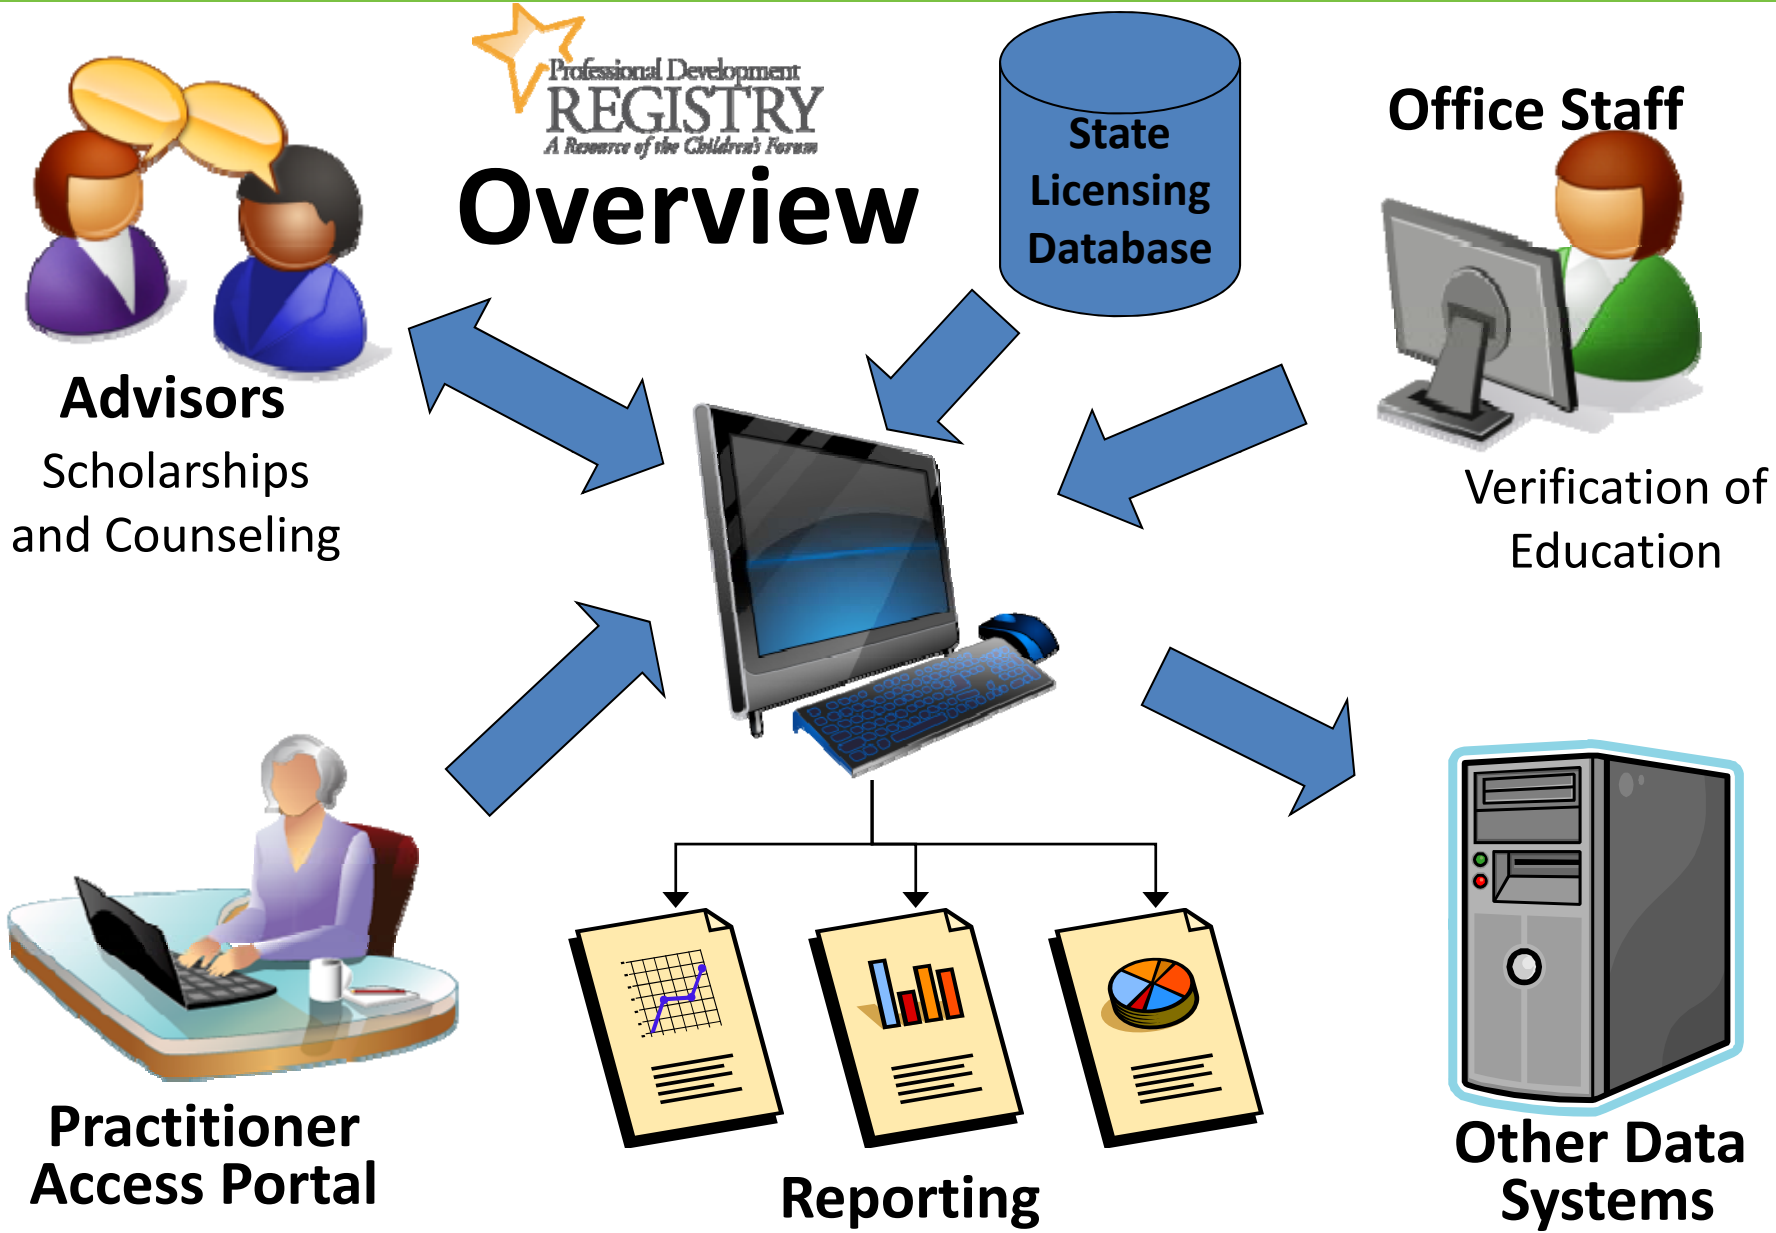 Professional Development
REGISTRY
A Resource of the Children's Forum
Overview
State
Licensing
Database
Office Staff
Advisors
Scholarships
and Counseling
Verification of
Education
Practitioner
Access Portal
Reporting
Other Data
Systems